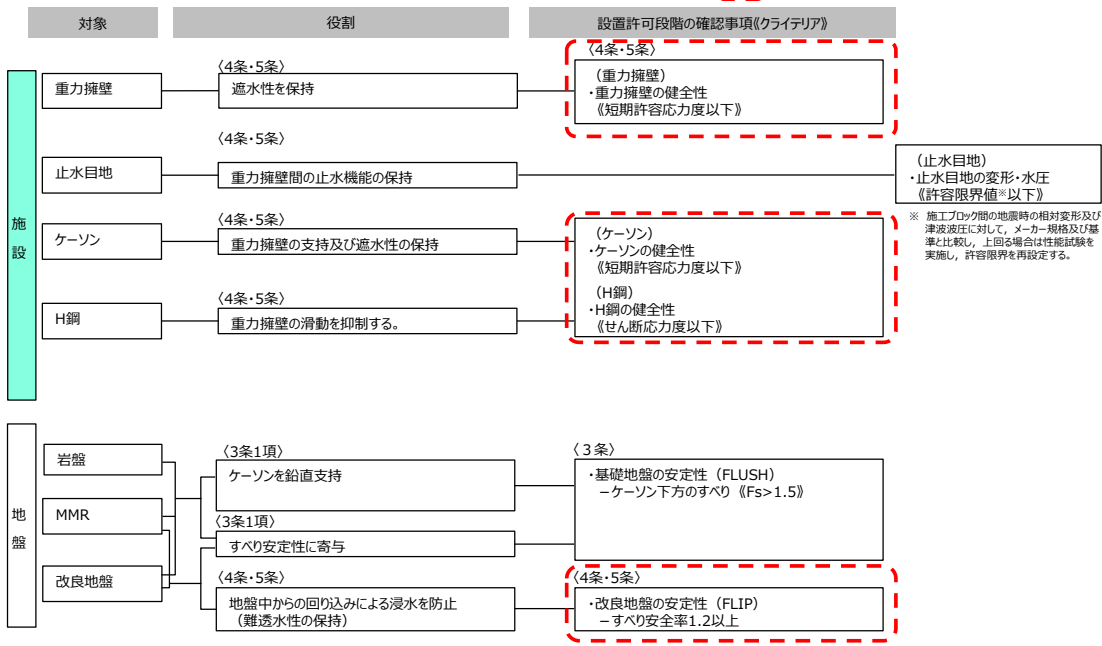 対象
役割
設置許可段階の確認事項《クライテリア》
施設
重力擁壁
〈4条・5条〉
遮水性を保持
〈4条・5条〉
（重力擁壁）
・重力擁壁の健全性
《短期許容応力度以下》
止水目地
〈4条・5条〉
重力擁壁間の止水機能の保持
（止水目地）
・止水目地の変形・水圧
《許容限界値※以下》
※ 施工ブロック間の地震時の相対変形及び
津波波圧に対して，メーカー規格及び基
準と比較し，上回る場合は性能試験を
実施し，許容限界を再設定する。
ケーソン
〈4条・5条〉
重力擁壁の支持及び遮水性の保持
（ケーソン）
・ケーソンの健全性
《短期許容応力度以下》
H鋼
〈4条・5条〉
重力擁壁の滑動を抑制する。
（H鋼）
・H鋼の健全性
《せん断応力度以下》
地盤
岩盤
MMR
改良地盤
〈3条1項〉
ケーソンを鉛直支持
〈3条1項〉
すべり安定性に寄与
〈３条〉
・基礎地盤の安定性（FLUSH）
－ケーソン下方のすべり《Fs>1.5》
〈4条・5条〉
地盤中からの回り込みによる浸水を防止
（難透水性の保持）
〈4条・5条〉
・改良地盤の安定性（FLIP）
－すべり安全率1.2以上